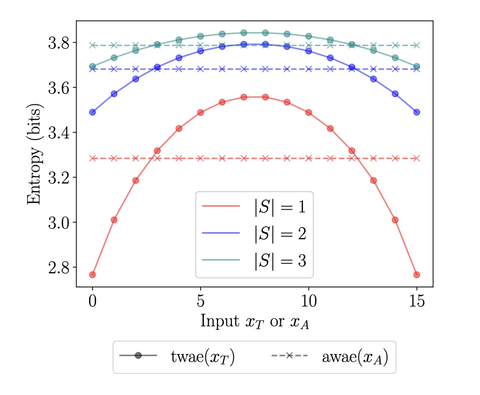 3.8
3.6
3.4
3.2
3.0
2.8
Entropy (bits)
|S| = 1
|S| = 2
|S| = 3
0 5 10 15
Input x_T or x_A
twae(x_T) awae(x_A)